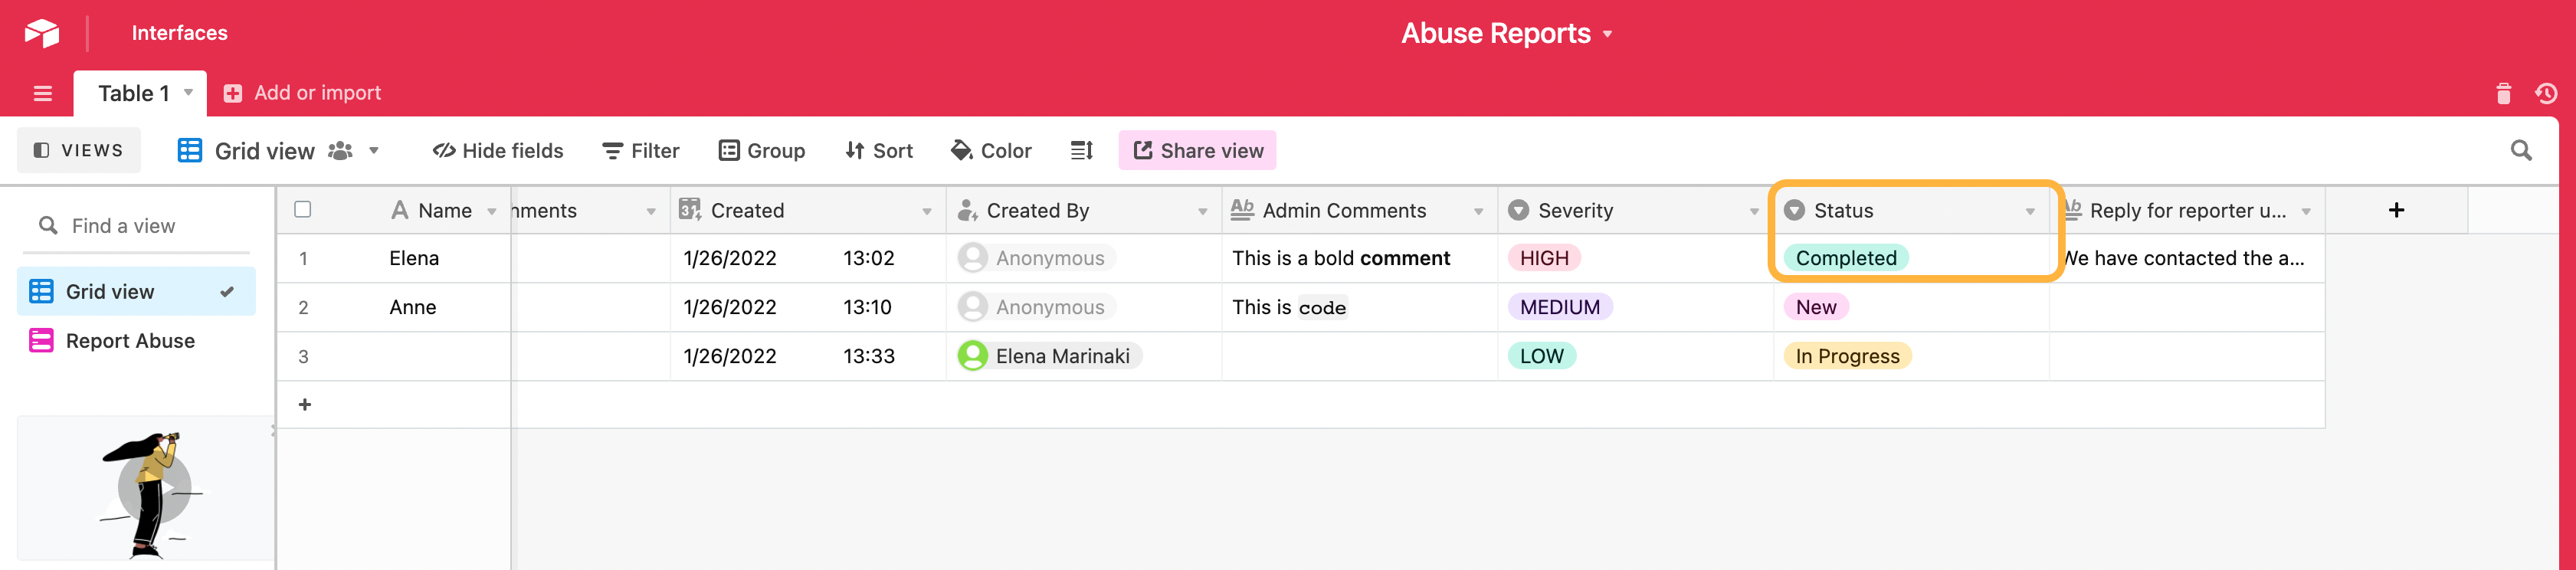 Interfaces
Abuse Reports
Table 1
Add or import
VIEWS
Grid view
Hide fields
Filter
Group
Sort
Color
Share view
Find a view
Grid view
Report Abuse
Name
ments
Created
Created By
Admin Comments
Severity
Status
Reply for reporter u...
1 Elena 1/26/2022 13:02 Anonymous This is a bold comment HIGH Completed We have contacted the a...
2 Anne 1/26/2022 13:10 Anonymous This is code MEDIUM New
3 1/26/2022 13:33 Elena Marinaki LOW In Progress